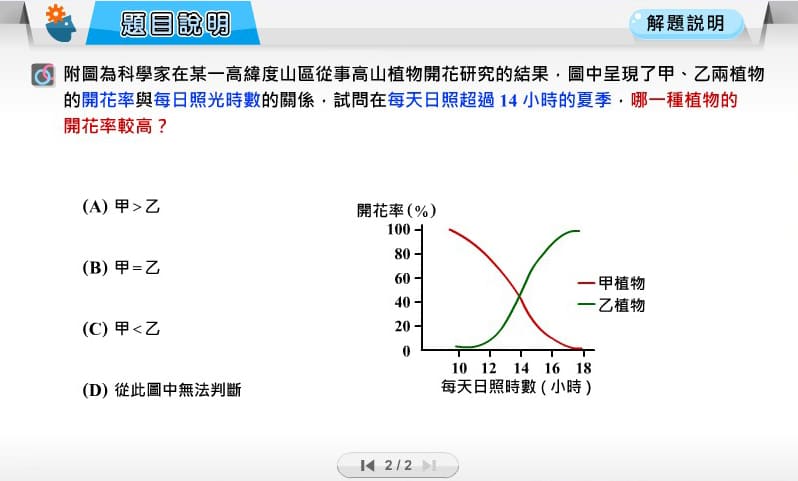 題目說明
解題說明
附圖為科學家在某一高緯度山區從事高山植物開花研究的結果，圖中呈現了甲、乙兩植物
的開花率與每日照光時數的關係，試問在每天日照超過 14 小時的夏季，哪一種植物的
開花率較高？
(A) 甲>乙
(B) 甲=乙
(C) 甲<乙
(D) 從此圖中無法判斷
開花率(%)
100
80
60
40
20
0
甲植物
乙植物
10 12 14 16 18
每天日照時數(小時)
2/2